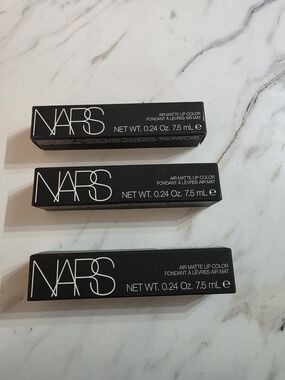 NARS
AIR MATTE LIP COLOR
FONDANT À LÈVRES AIR MAT
NET WT. 0.24 Oz. 7.5 mL ℮
NARS
AIR MATTE LIP COLOR
FONDANT À LÈVRES AIR MAT
NET WT. 0.24 Oz. 7.5 mL ℮
NARS
AIR MATTE LIP COLOR
FONDANT À LÈVRES AIR MAT
NET WT. 0.24 Oz. 7.5 mL ℮